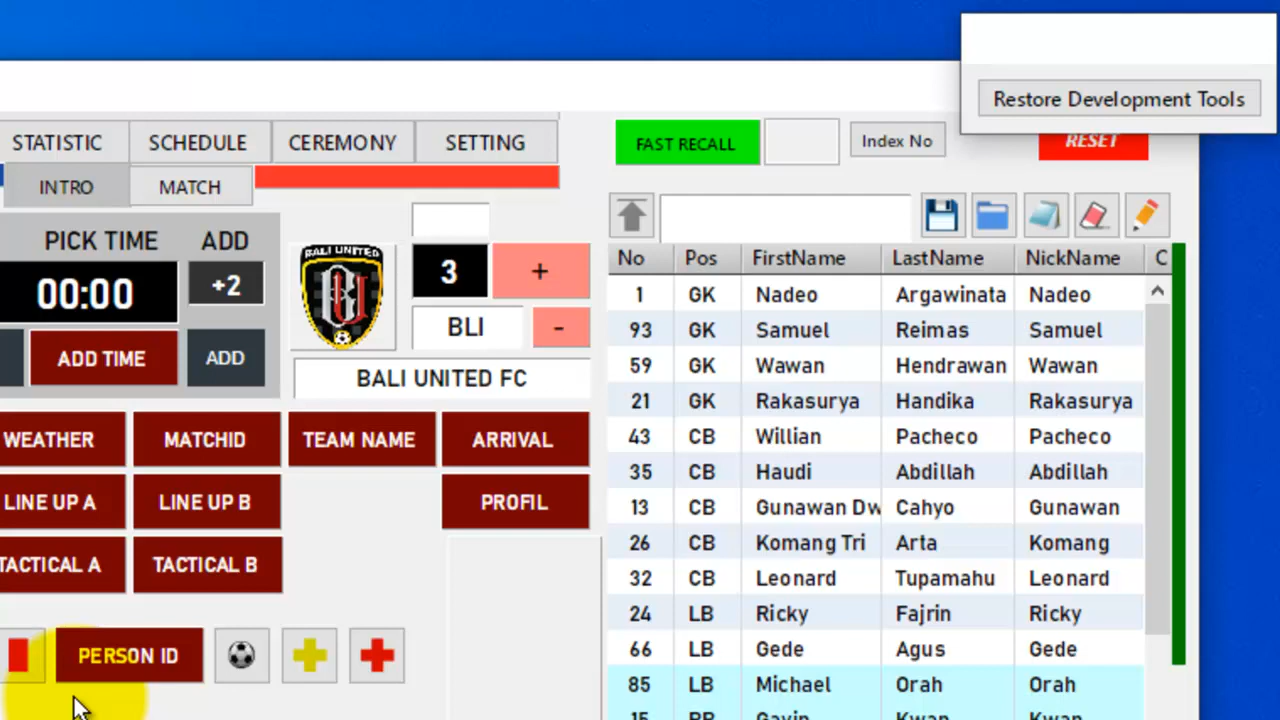 Restore Development Tools
STATISTIC SCHEDULE CEREMONY SETTING
FAST RECALL Index No RESET
INTRO MATCH
PICK TIME ADD
00:00 +2
ADD TIME ADD
BALI UNITED
3 +
BLI -
BALI UNITED FC
WEATHER MATCHID TEAM NAME ARRIVAL
LINE UP A LINE UP B PROFIL
TACTICAL A TACTICAL B
PERSON ID
No Pos FirstName LastName NickName C
1 GK Nadeo Argawinata Nadeo
93 GK Samuel Reimas Samuel
59 GK Wawan Hendrawan Wawan
21 GK Rakasurya Handika Rakasurya
43 CB Willian Pacheco Pacheco
35 CB Haudi Abdillah Abdillah
13 CB Gunawan Dw Cahyo Gunawan
26 CB Komang Tri Arta Komang
32 CB Leonard Tupamahu Leonard
24 LB Ricky Fajrin Ricky
66 LB Gede Agus Gede
85 LB Michael Orah Orah
15 RB Gavin Kwan Kwan